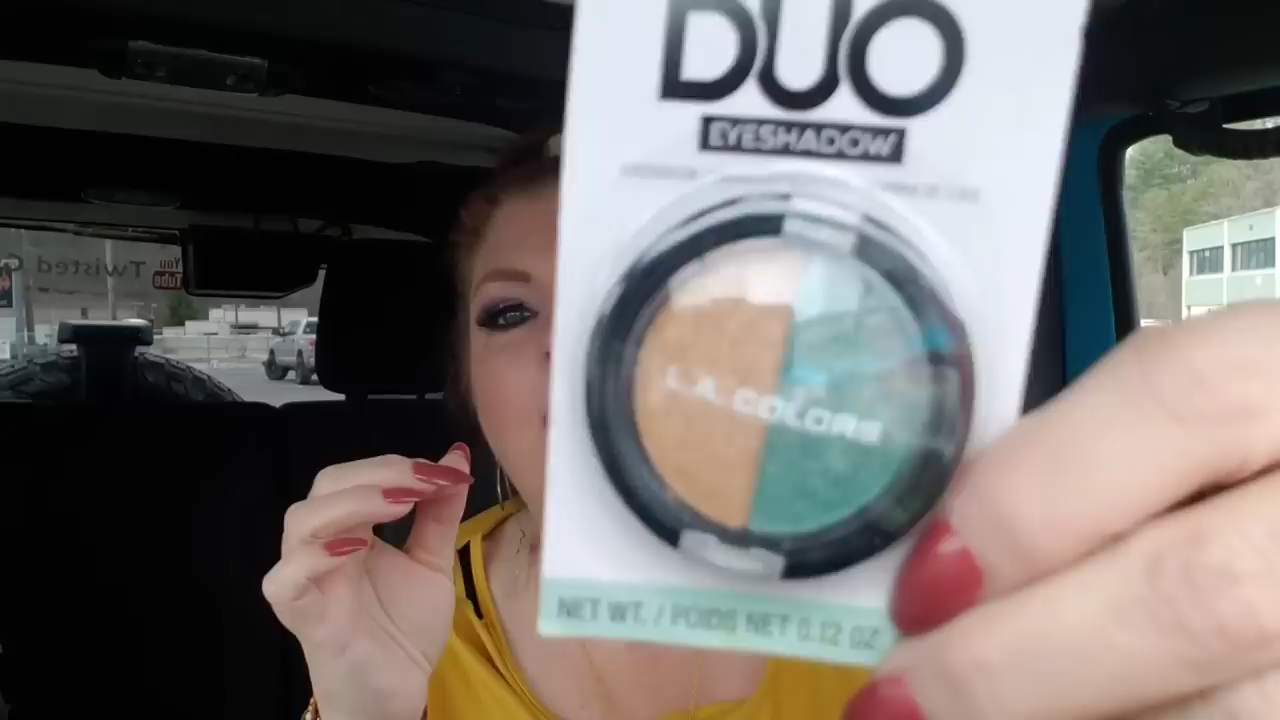 DUO
EYESHADOW
L.A. COLORS
NET WT. / POIDS NET 0.12 OZ
Twisted
You
Tube